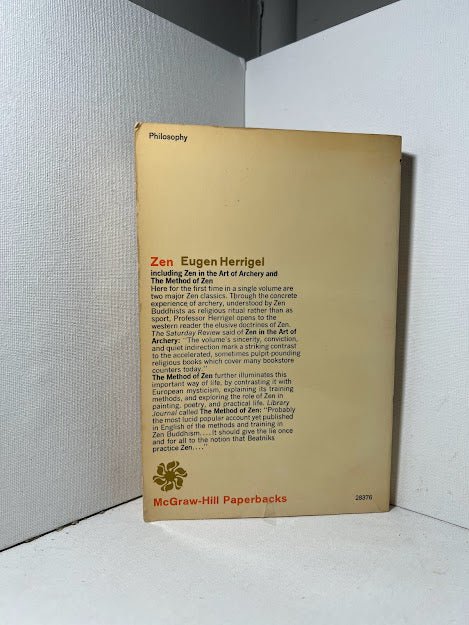 Philosophy
Zen Eugen Herrigel
including Zen in the Art of Archery and
The Method of Zen
Here for the first time in a single volume are
two major Zen classics. Through the concrete
experience of archery, understood by Zen
Buddhists as religious ritual rather than as
sport, Professor Herrigel opens to the
western reader the elusive doctrines of Zen.
The Saturday Review said of Zen in the Art of
Archery: "The volume's sincerity, conviction,
and quiet indirection mark a striking contrast
to the accelerated, sometimes pulpit-pounding
religious books which cover many bookstore
counters today."
The Method of Zen further illuminates this
important way of life, by contrasting it with
European mysticism, explaining its training
methods, and exploring the role of Zen in
painting, poetry, and practical life. Library
Journal called The Method of Zen: "Probably
the most lucid popular account yet published
in English of the methods and training in
Zen Buddhism....It should give the lie once
and for all to the notion that Beatniks
practice Zen...."
McGraw-Hill Paperbacks
28376